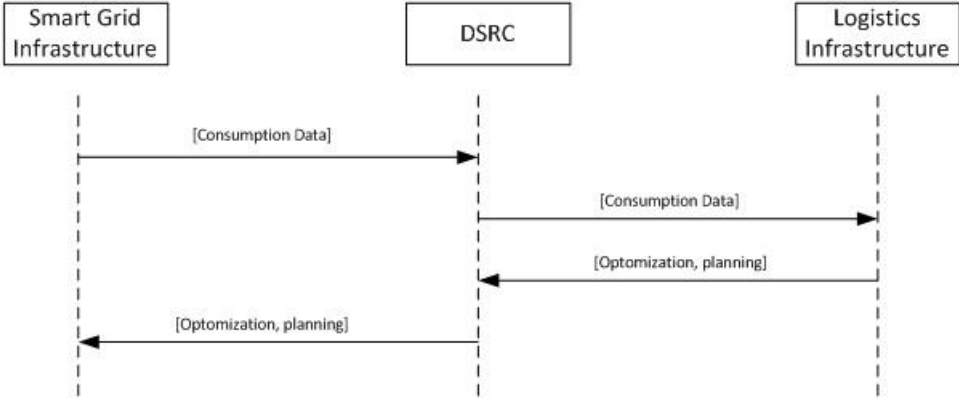 Smart Grid
Infrastructure
DSRC
Logistics
Infrastructure
[Consumption Data]
[Consumption Data]
[Optomization, planning]
[Optomization, planning]